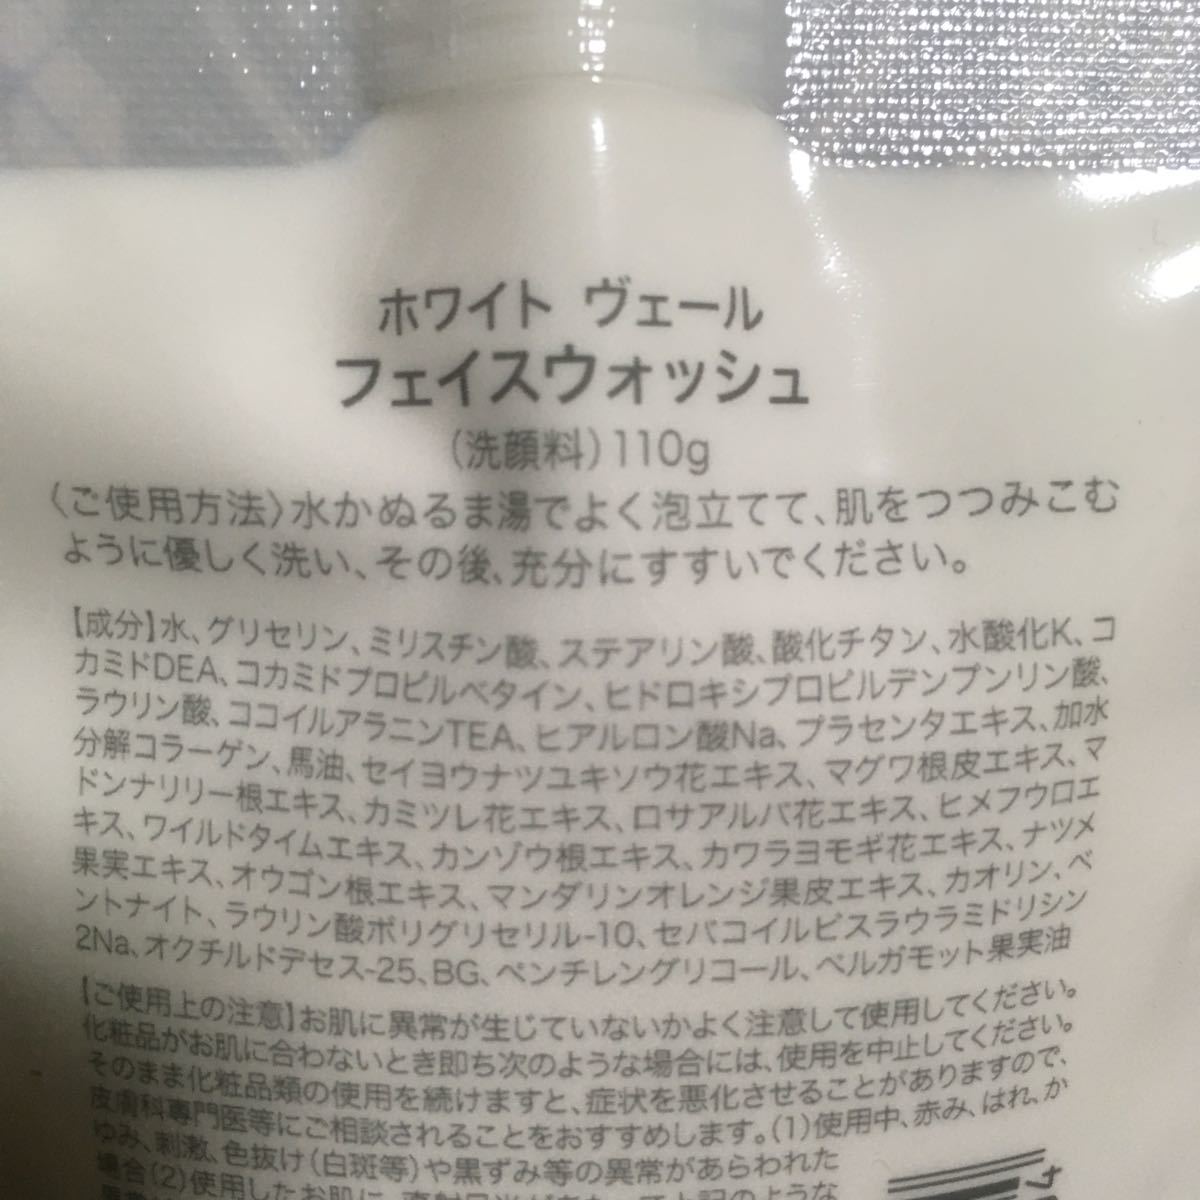 ホワイト ヴェール
フェイスウォッシュ
(洗顔料)110g
〈ご使用方法〉水かぬるま湯でよく泡立てて、肌をつつみこむ
ように優しく洗い、その後、充分にすすいでください。
【成分】水、グリセリン、ミリスチン酸、ステアリン酸、酸化チタン、水酸化K、コ
カミドDEA、コカミドプロピルベタイン、ヒドロキシプロピルデンプンリン酸、
ラウリン酸、ココイルアラニンTEA、ヒアルロン酸Na、プラセンタエキス、加水
分解コラーゲン、馬油、セイヨウナツユキソウ花エキス、マグワ根皮エキス、マ
ドンナリリー根エキス、カミツレ花エキス、ロサアルバ花エキス、ヒメフウロエ
キス、ワイルドタイムエキス、カンゾウ根エキス、カワラヨモギ花エキス、ナツメ
果実エキス、オウゴン根エキス、マンダリンオレンジ果皮エキス、カオリン、ベ
ントナイト、ラウリン酸ポリグリセリル-10、セバコイルビスラウラミドリシン
2Na、オクチルドデセス-25、BG、ペンチレングリコール、ベルガモット果実油
【ご使用上の注意】お肌に異常が生じていないかよく注意して使用してください。
化粧品がお肌に合わないとき即ち次のような場合には、使用を中止してください。
そのまま化粧品類の使用を続けますと、症状を悪化させることがありますので、
皮膚科専門医等にご相談されることをおすすめします。(1)使用中、赤み、はれ、か
ゆみ、刺激、色抜け(白斑等)や黒ずみ等の異常があらわれた
場合(2)使用したお肌に、直射日光があたって上記のような